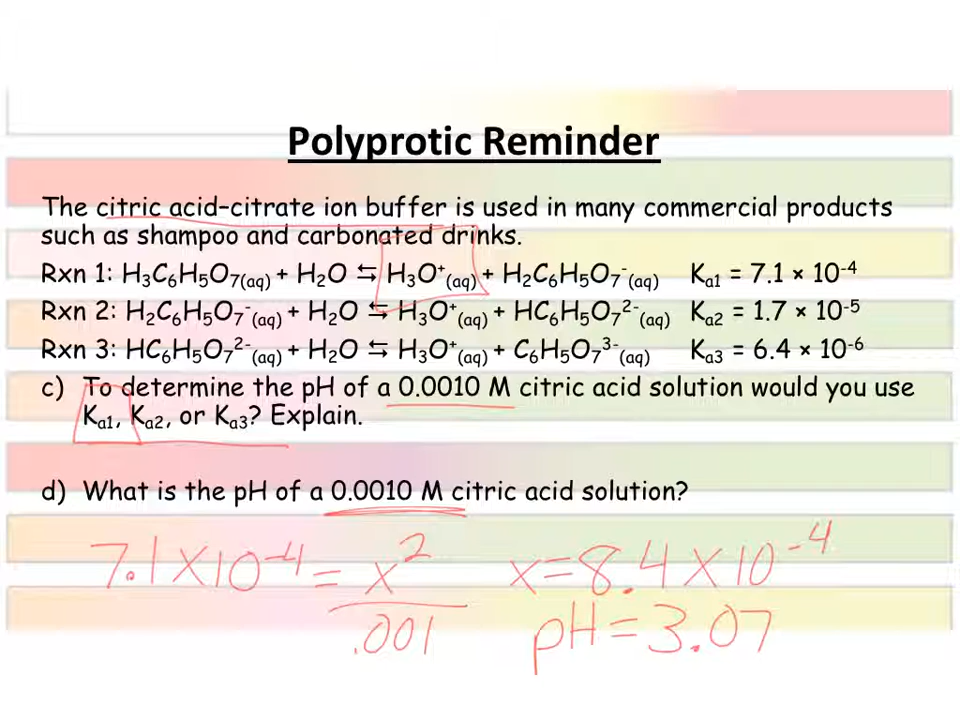 Polyprotic Reminder
The citric acid–citrate ion buffer is used in many commercial products
such as shampoo and carbonated drinks.
Rxn 1: H₃C₆H₅O₇(aq) + H₂O ⇆ H₃O⁺(aq) + H₂C₆H₅O₇⁻(aq) Kₐ₁ = 7.1 × 10⁻⁴
Rxn 2: H₂C₆H₅O₇⁻(aq) + H₂O ⇆ H₃O⁺(aq) + HC₆H₅O₇²⁻(aq) Kₐ₂ = 1.7 × 10⁻⁵
Rxn 3: HC₆H₅O₇²⁻(aq) + H₂O ⇆ H₃O⁺(aq) + C₆H₅O₇³⁻(aq) Kₐ₃ = 6.4 × 10⁻⁶
c) To determine the pH of a 0.0010 M citric acid solution would you use
Kₐ₁, Kₐ₂, or Kₐ₃? Explain.
d) What is the pH of a 0.0010 M citric acid solution?
7.1 X 10⁻⁴ = x² x = 8.4 X 10⁻⁴
.001 pH = 3.07